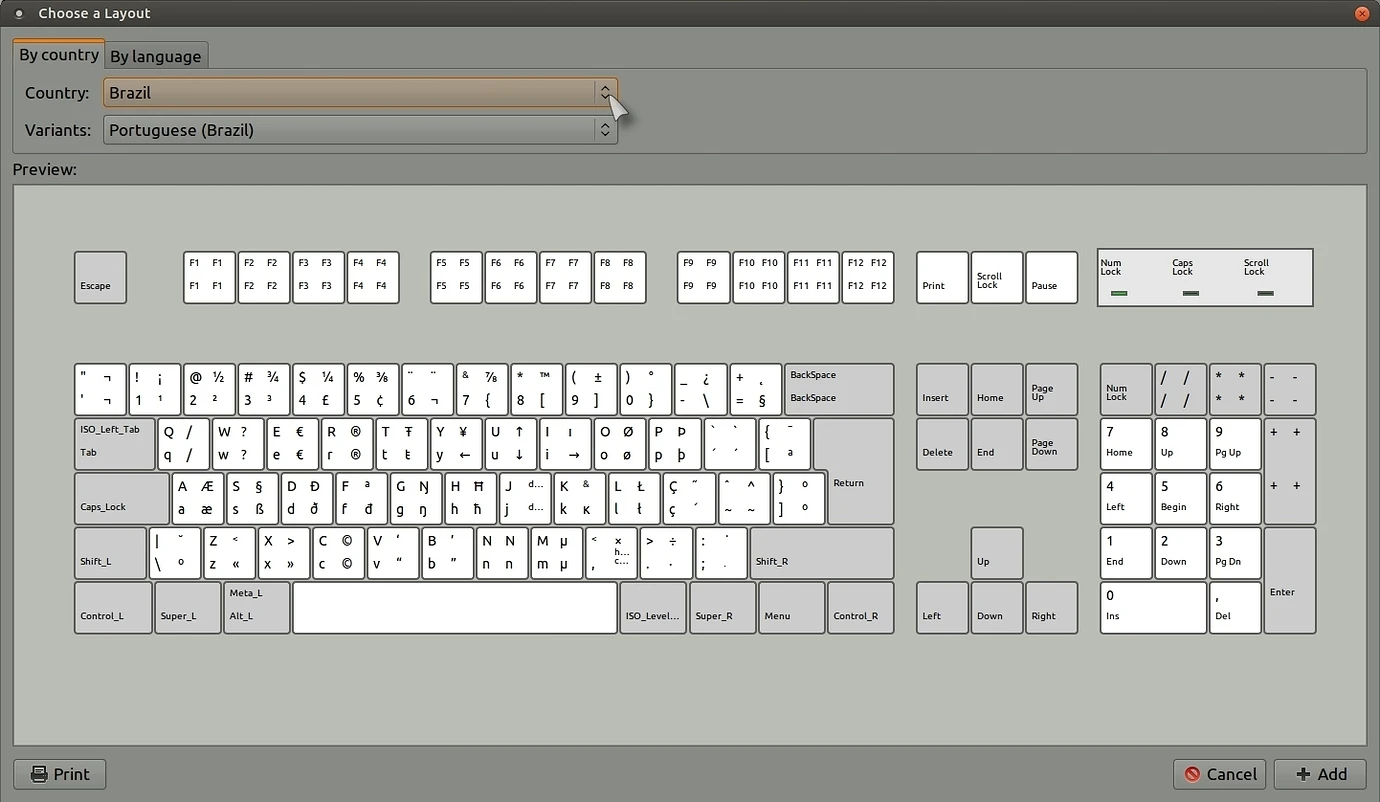 Choose a Layout
By country By language
Country: Brazil
Variants: Portuguese (Brazil)
Preview:
F1 F1 F2 F2 F3 F3 F4 F4 F5 F5 F6 F6 F7 F7 F8 F8 F9 F9 F10 F10 F11 F11 F12 F12
Escape F1 F1 F2 F2 F3 F3 F4 F4 F5 F5 F6 F6 F7 F7 F8 F8 F9 F9 F10 F10 F11 F11 F12 F12 Print Scroll Lock Pause Num Lock Caps Lock Scroll Lock
" ¬ ! ¡ @ ½ # ¾ $ ¼ % ⅜ ¨ ¨ & ⅞ * ™ ( ± ) ° _ ¿ + ˛ BackSpace / / * * - -
' ¬ 1 ¹ 2 ² 3 ³ 4 £ 5 ¢ 6 ¬ 7 { 8 [ 9 ] 0 } - \ = § BackSpace Insert Home Page Up Num Lock / / * * - -
ISO_Left_Tab Q / W ? E € R ® T Ŧ Y ¥ U ↑ I ı O Ø P Þ ` ` { ¯ 7 8 9 + +
Tab q / w ? e € r ® t ŧ y ← u ↓ i → o ø p þ ´ ´ [ ª Delete End Page Down Home Up Pg Up
A Æ S § D Ð F ª G Ŋ H Ħ J d... K & L Ł Ç ˝ ^ ^ } º Return 4 5 6 + +
Caps_Lock a æ s ß d ð f đ g ŋ h ħ j d... k ĸ l ł ç ´ ~ ~ ] º Left Begin Right
| ˘ Z < X > C © V ‘ B ’ N N M µ < × > ÷ : ˙ 1 2 3
Shift_L \ º z « x » c © v “ b ” n n m µ , h... c... . · ; . Shift_R Up End Down Pg Dn
Meta_L 0 , Enter
Control_L Super_L Alt_L ISO_Level... Super_R Menu Control_R Left Down Right Ins Del
Print Cancel Add